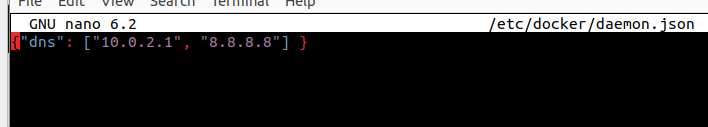 File Edit View Search Terminal Help
GNU nano 6.2 /etc/docker/daemon.json
{"dns": ["10.0.2.1", "8.8.8.8"] }